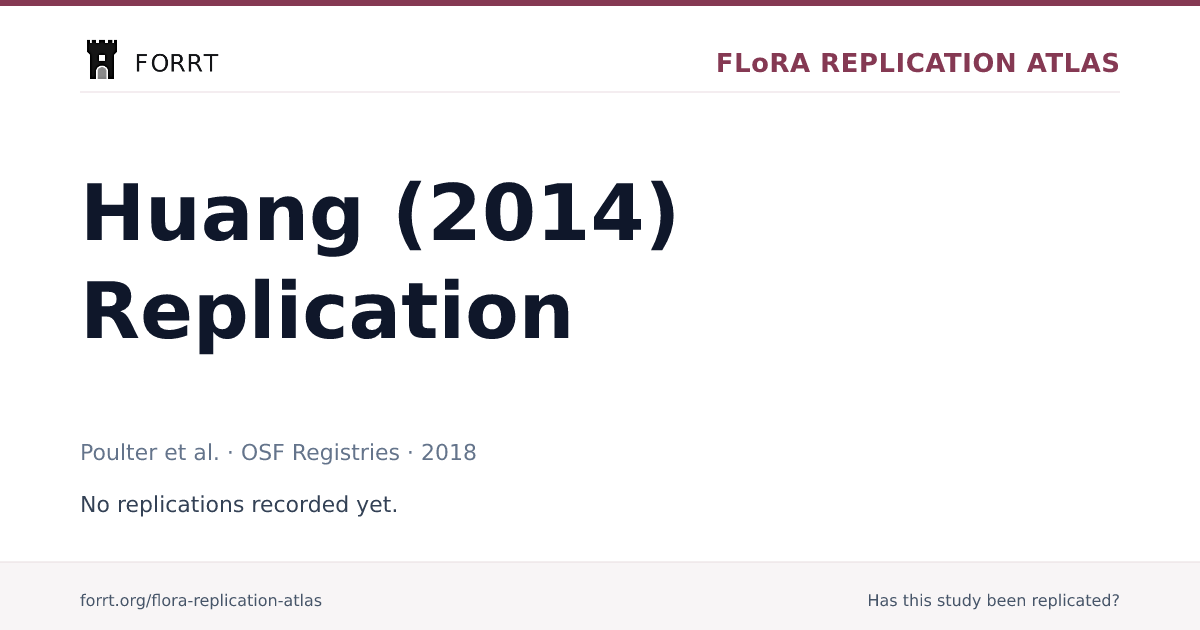 FORRT
FLoRA REPLICATION ATLAS
Huang (2014)
Replication
Poulter et al. · OSF Registries · 2018
No replications recorded yet.
forrt.org/flora-replication-atlas
Has this study been replicated?